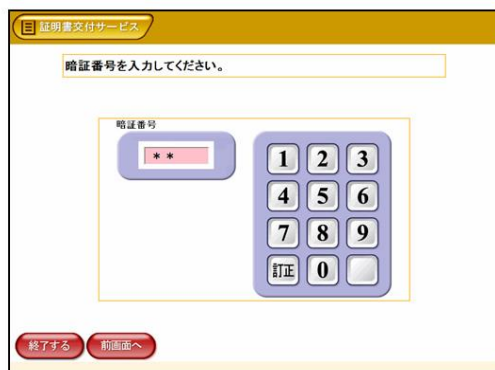 証明書交付サービス
暗証番号を入力してください。
暗証番号
* *
1 2 3
4 5 6
7 8 9
訂正 0
終了する 前画面へ